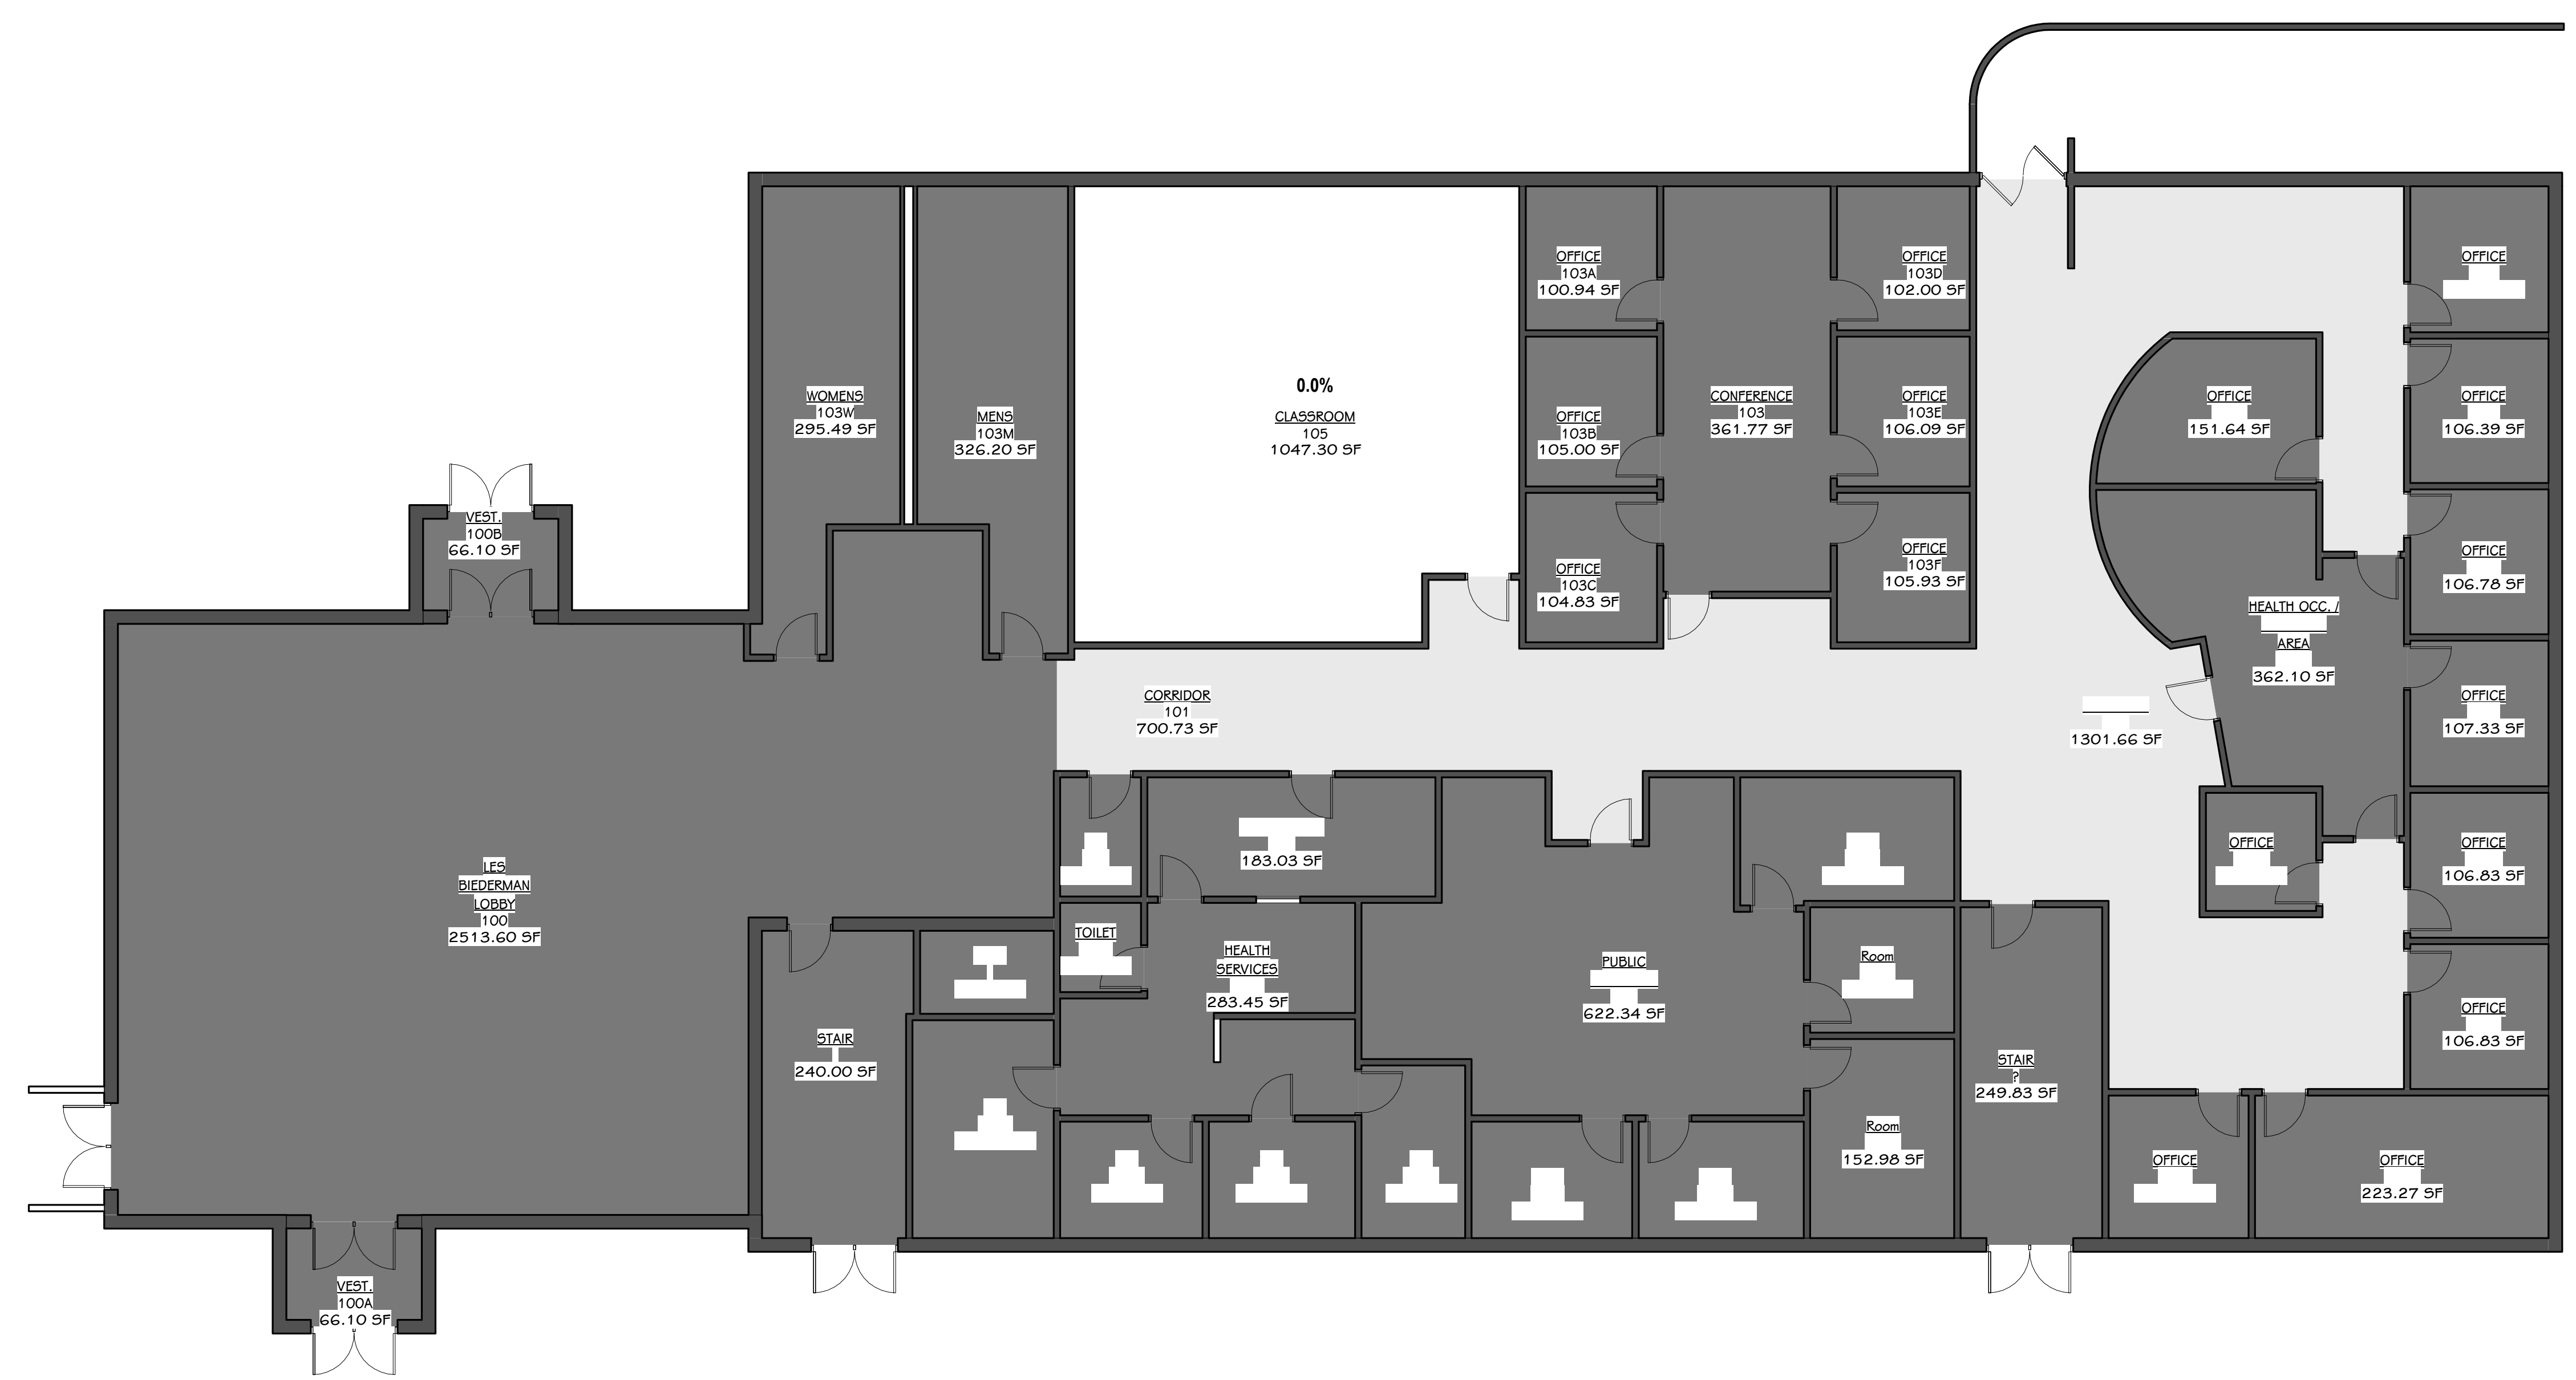 OFFICE
103A
100.94 SF
OFFICE
103D
102.00 SF
OFFICE
WOMENS
103W
295.49 SF
MENS
103M
326.20 SF
0.0%
CLASSROOM
105
1047.30 SF
OFFICE
103B
105.00 SF
CONFERENCE
103
361.77 SF
OFFICE
103E
106.09 SF
OFFICE
151.64 SF
OFFICE
106.39 SF
VEST.
100B
66.10 SF
OFFICE
103C
104.83 SF
OFFICE
103F
105.93 SF
OFFICE
106.78 SF
HEALTH OCC. /
AREA
362.10 SF
CORRIDOR
101
700.73 SF
1301.66 SF
OFFICE
107.33 SF
LES
BIEDERMAN
LOBBY
100
2513.60 SF
183.03 SF
OFFICE
OFFICE
106.83 SF
TOILET
HEALTH
SERVICES
283.45 SF
PUBLIC
622.34 SF
Room
STAIR
240.00 SF
STAIR
?
249.83 SF
OFFICE
106.83 SF
Room
152.98 SF
OFFICE
OFFICE
223.27 SF
VEST.
100A
66.10 SF